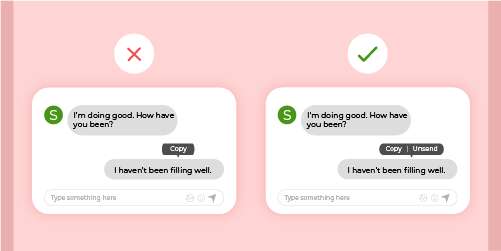 S
I'm doing good. How have
you been?
Copy
I haven't been filling well.
Type something here
S
I'm doing good. How have
you been?
Copy | Unsend
I haven't been filling well.
Type something here